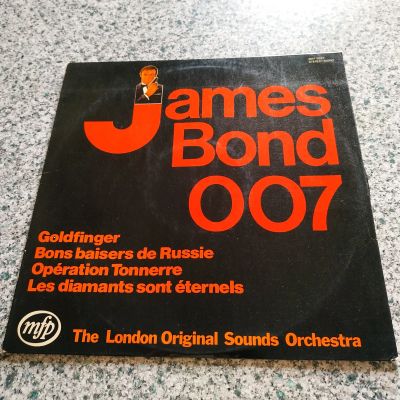 James
Bond
007
Goldfinger
Bons baisers de Russie
Opération Tonnerre
Les diamants sont éternels
mfp
The London Original Sounds Orchestra